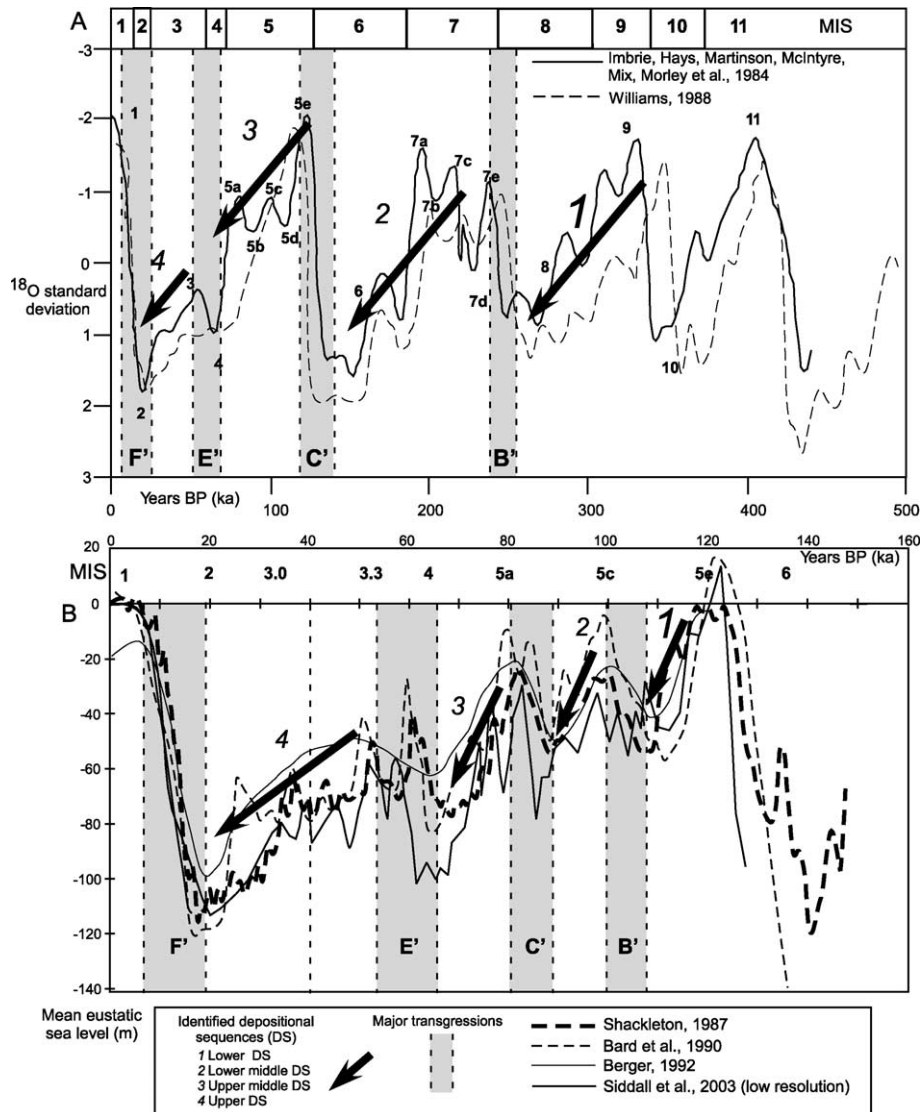 A
1 2 3 4 5 6 7 8 9 10 11 MIS
-3
-2
-1
0
1
2
3
18O standard
deviation
Imbrie, Hays, Martinson, McIntyre,
Mix, Morley et al., 1984
Williams, 1988
1
5e
3
5a
5c
5b
5d
4
3
2
4
7a
7c
7e
2
7b
6
7d
9
1
8
11
10
F' E' C' B'
Years BP (ka)
0 100 200 300 400 500
0 20 40 60 80 100 120 140 160
Years BP (ka)
MIS 1 2 3.0 3.3 4 5a 5c 5e 6
B
20
0
-20
-40
-60
-80
-100
-120
-140
4
3
2
1
F' E' C' B'
Mean eustatic
sea level (m)
Identified depositional
sequences (DS)
1 Lower DS
2 Lower middle DS
3 Upper middle DS
4 Upper DS
Major transgressions
Shackleton, 1987
Bard et al., 1990
Berger, 1992
Siddall et al., 2003 (low resolution)